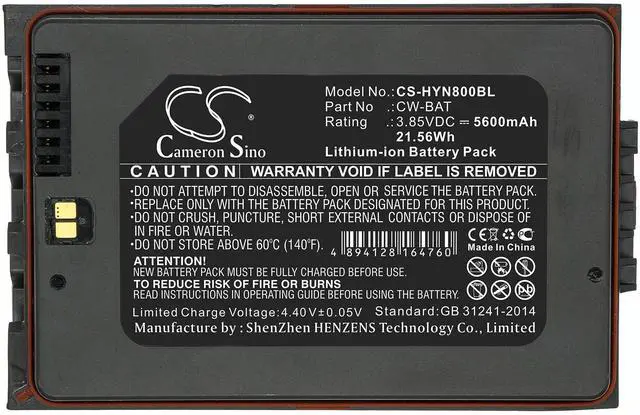 Cameron Sino
Model No.:CS-HYN800BL
Part No :CW-BAT
Rating :3.85VDC ⎓ 5600mAh
21.56Wh
Lithium-ion Battery Pack
CAUTION WARRANTY VOID IF LABEL IS REMOVED
•DO NOT ATTEMPT TO DISASSEMBLE, OPEN OR SERVICE THE BATTERY PACK.
•REPLACE ONLY WITH THE BATTERY PACK DESIGNATED FOR THIS PRODUCT.
•DO NOT CRUSH, PUNCTURE, SHORT EXTERNAL CONTACTS OR DISPOSE OF
IN FIRE OR WATER.
•DO NOT STORE ABOVE 60℃ (140℉).
4 894128 164760
CE
Made In China
ATTENTION!
NEW BATTERY PACK MUST BE FULLY CHARGED BEFORE USE
TO REDUCE RISK OF FIRE OR BURNS
READ INSTRUCTIONS IN OPERATING MANUAL BEFORE USING BATTERY PACK.
Limited Charge Voltage: 4.40V±0.05V Standard:GB 31241-2014
Manufacture by : ShenZhen HENZENS Technology Co., Limited